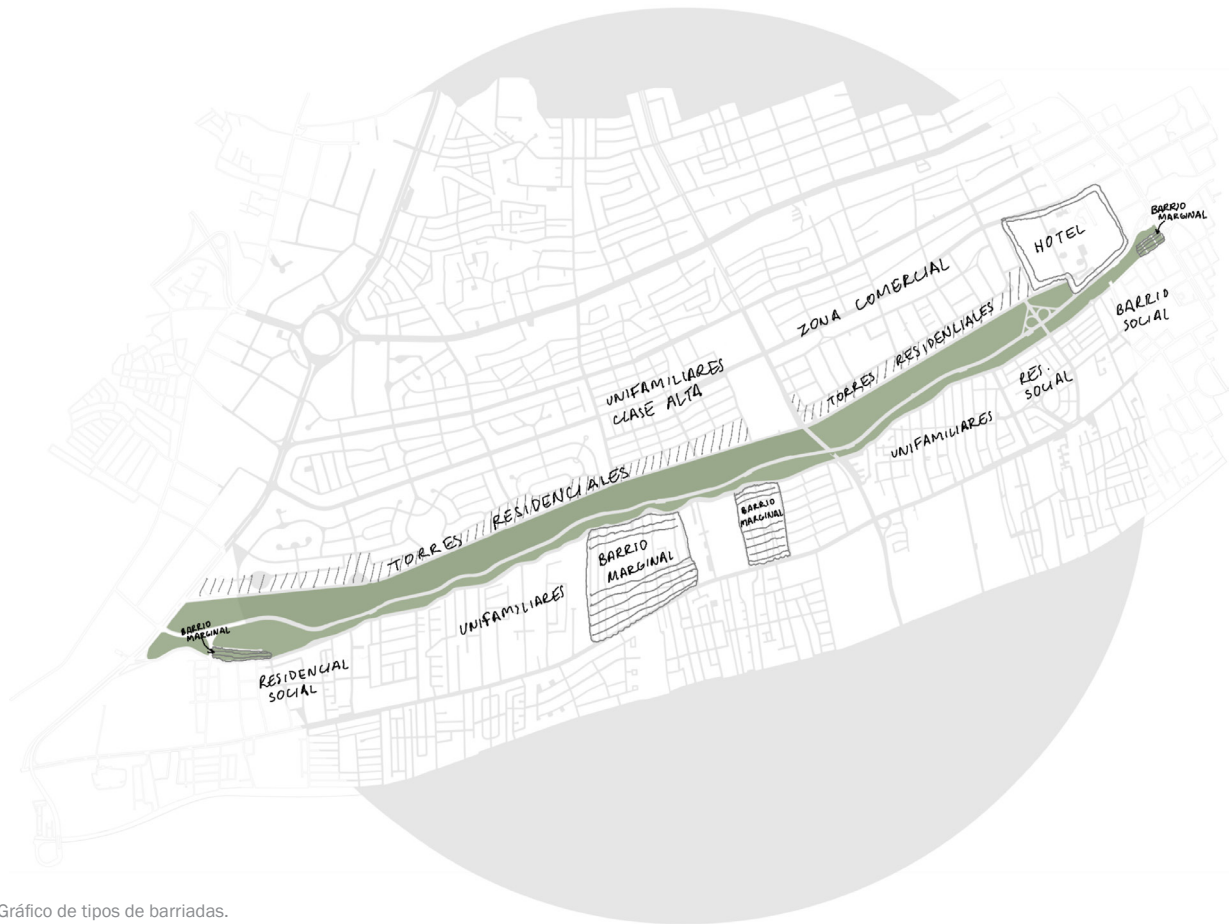 BARRIO
MARGINAL
HOTEL
ZONA COMERCIAL
BARRIO
SOCIAL
TORRES RESIDENCIALES
RES.
SOCIAL
UNIFAMILIARES
CLASE ALTA
UNIFAMILIARES
TORRES RESIDENCIALES
BARRIO
MARGINAL
BARRIO
MARGINAL
UNIFAMILIARES
BARRIO
MARGINAL
RESIDENCIAL
SOCIAL
Gráfico de tipos de barriadas.